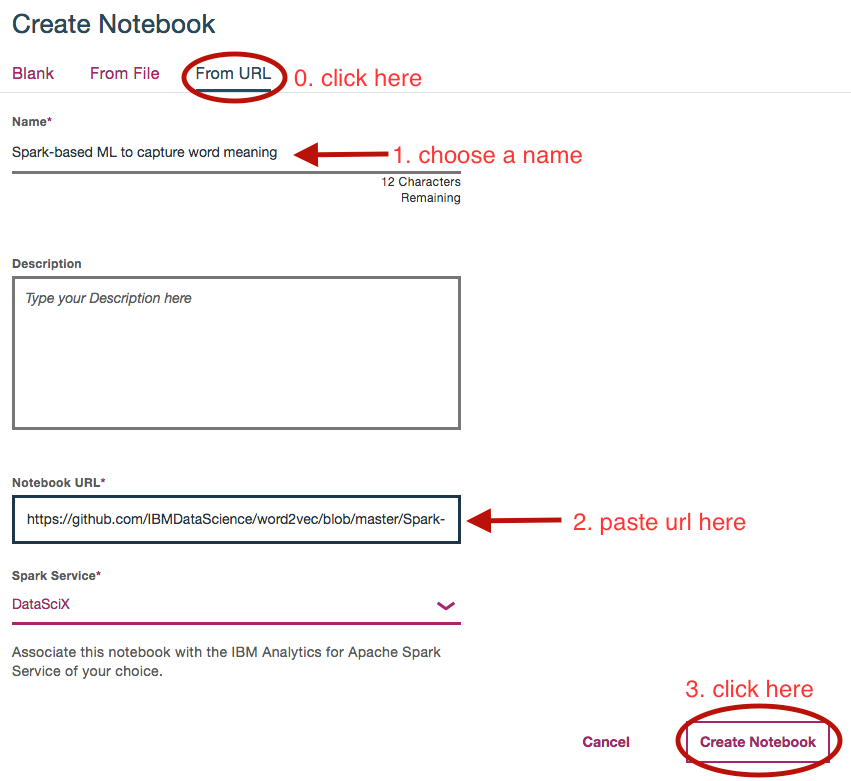 Create Notebook
Blank From File From URL 0. click here
Name*
Spark-based ML to capture word meaning 1. choose a name
12 Characters
Remaining
Description
Type your Description here
Notebook URL*
https://github.com/IBMDataScience/word2vec/blob/master/Spark- 2. paste url here
Spark Service*
DataSciX
Associate this notebook with the IBM Analytics for Apache Spark
Service of your choice.
3. click here
Cancel Create Notebook